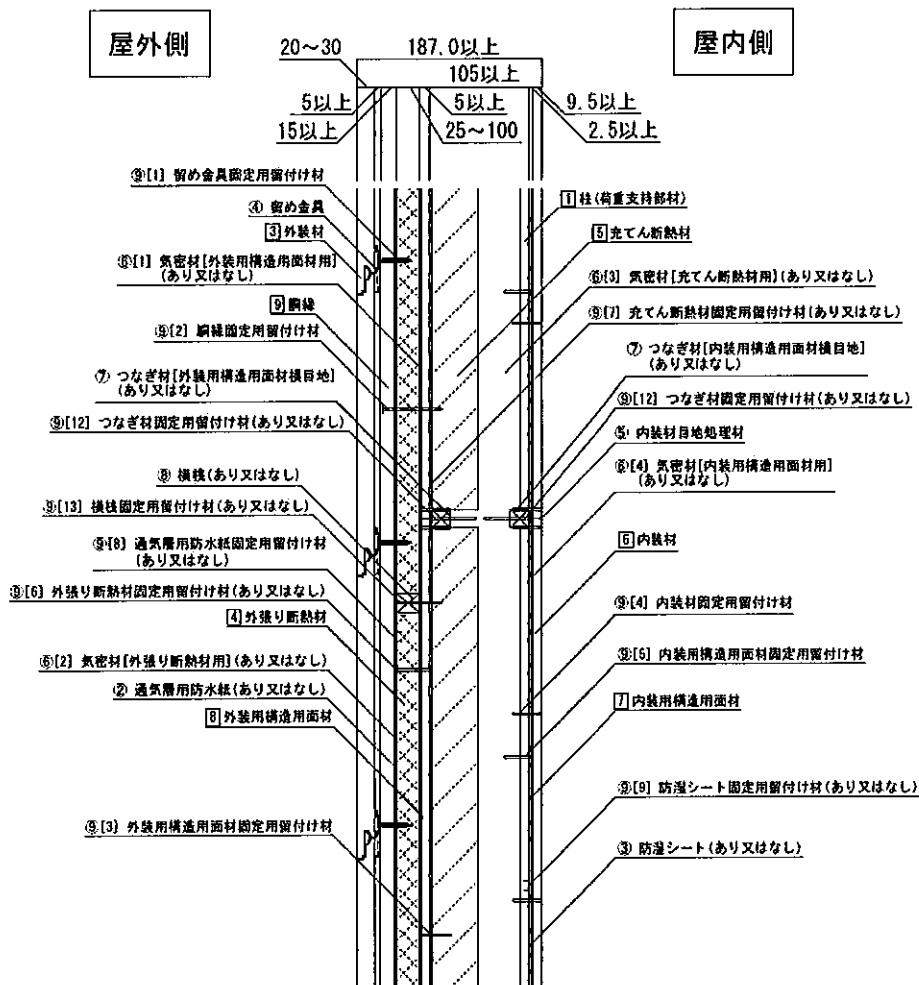 屋外側
屋内側
20～30
187.0以上
105以上
5以上
5以上
9.5以上
15以上
25～100
2.5以上
⑨[1] 留め金具固定用留付け材
④ 留め金具
3 外装材
⑥[1] 気密材[外装用構造用面材用]
(あり又はなし)
9 胴縁
⑨[2] 胴縁固定用留付け材
⑦ つなぎ材[外装用構造用面材横目地]
(あり又はなし)
⑨[12] つなぎ材固定用留付け材(あり又はなし)
⑧ 横桟(あり又はなし)
⑨[13] 横桟固定用留付け材(あり又はなし)
⑨[8] 通気層用防水紙固定用留付け材
(あり又はなし)
⑨[6] 外張り断熱材固定用留付け材(あり又はなし)
4 外張り断熱材
⑥[2] 気密材[外張り断熱材用](あり又はなし)
② 通気層用防水紙(あり又はなし)
8 外装用構造用面材
⑨[3] 外装用構造用面材固定用留付け材
1 柱(荷重支持部材)
5 充てん断熱材
⑥[3] 気密材[充てん断熱材用](あり又はなし)
⑨[7] 充てん断熱材固定用留付け材(あり又はなし)
⑦ つなぎ材[内装用構造用面材横目地]
(あり又はなし)
⑨[12] つなぎ材固定用留付け材(あり又はなし)
⑤ 内装材目地処理材
⑥[4] 気密材[内装用構造用面材用]
(あり又はなし)
6 内装材
⑨[4] 内装材固定用留付け材
⑨[5] 内装用構造用面材固定用留付け材
7 内装用構造用面材
⑨[9] 防湿シート固定用留付け材(あり又はなし)
③ 防湿シート(あり又はなし)